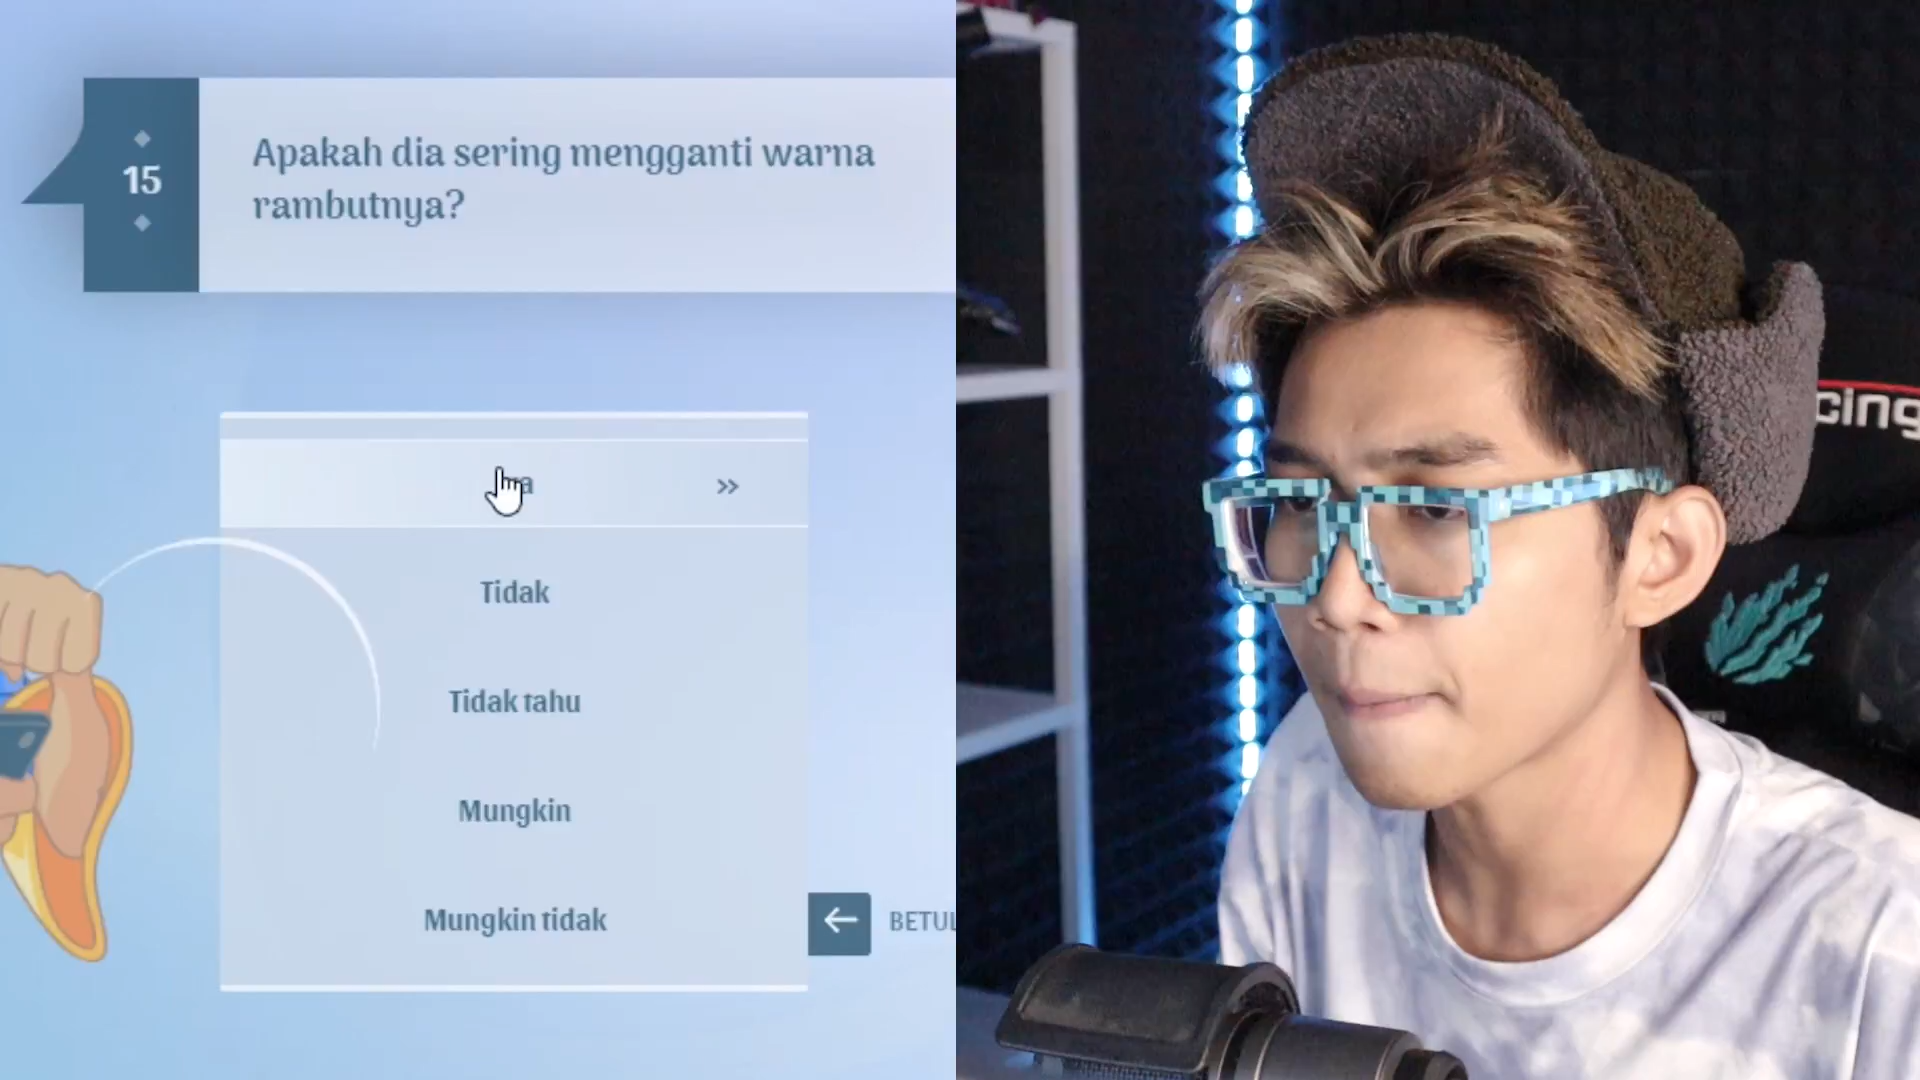 15
Apakah dia sering mengganti warna
rambutnya?
Tidak
Tidak tahu
Mungkin
Mungkin tidak
BETUL
cing